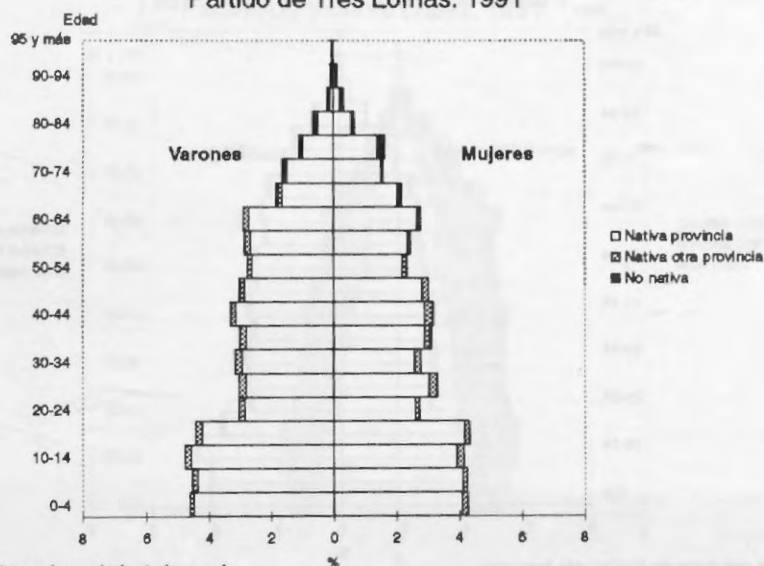 Partido de Tres Lomas. 1991
Edad
95 y más
90-94
80-84
Varones
Mujeres
70-74
60-64
Nativa provincia
Nativa otra provincia
No nativa
50-54
40-44
30-34
20-24
10-14
0-4
8 6 4 2 0 2 4 6 8
%